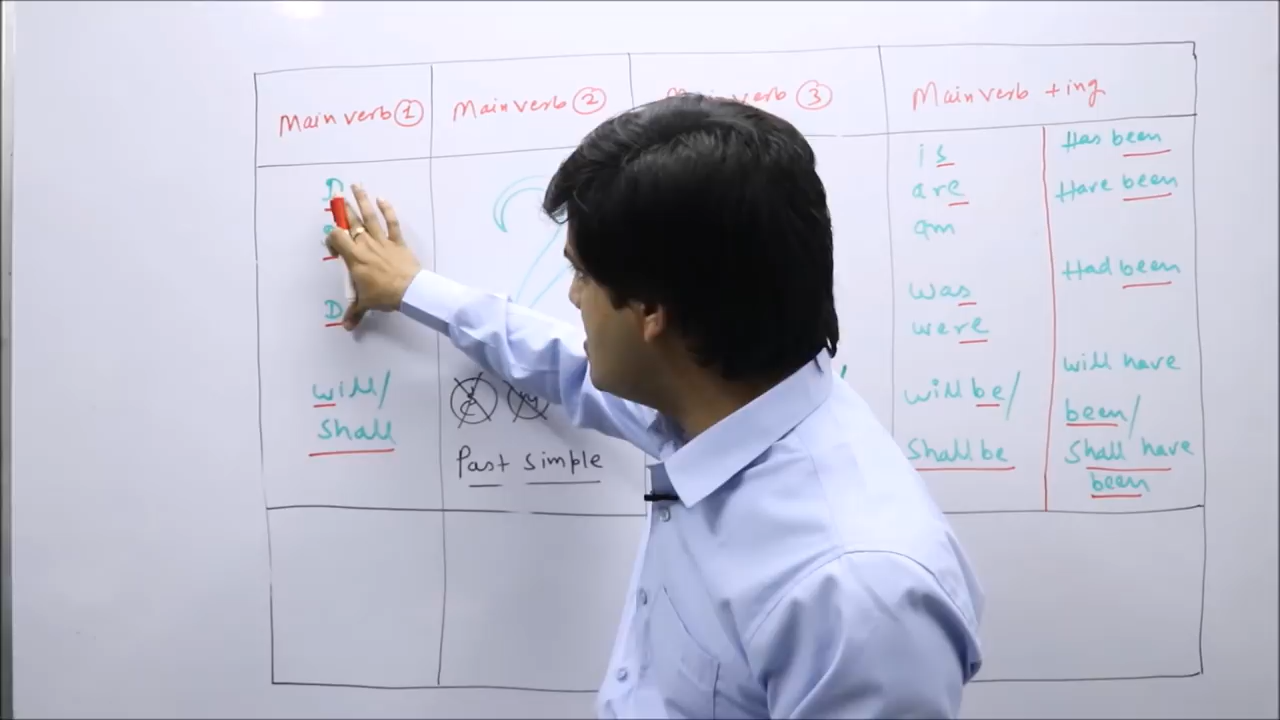 Main verb 1
Main verb 2
Main verb 3
Main verb + ing
D
D
will/
Shall
Past simple
is
are
am
was
were
will be/
Shall be
Has been
Have been
Had been
will have
been/
Shall have
been